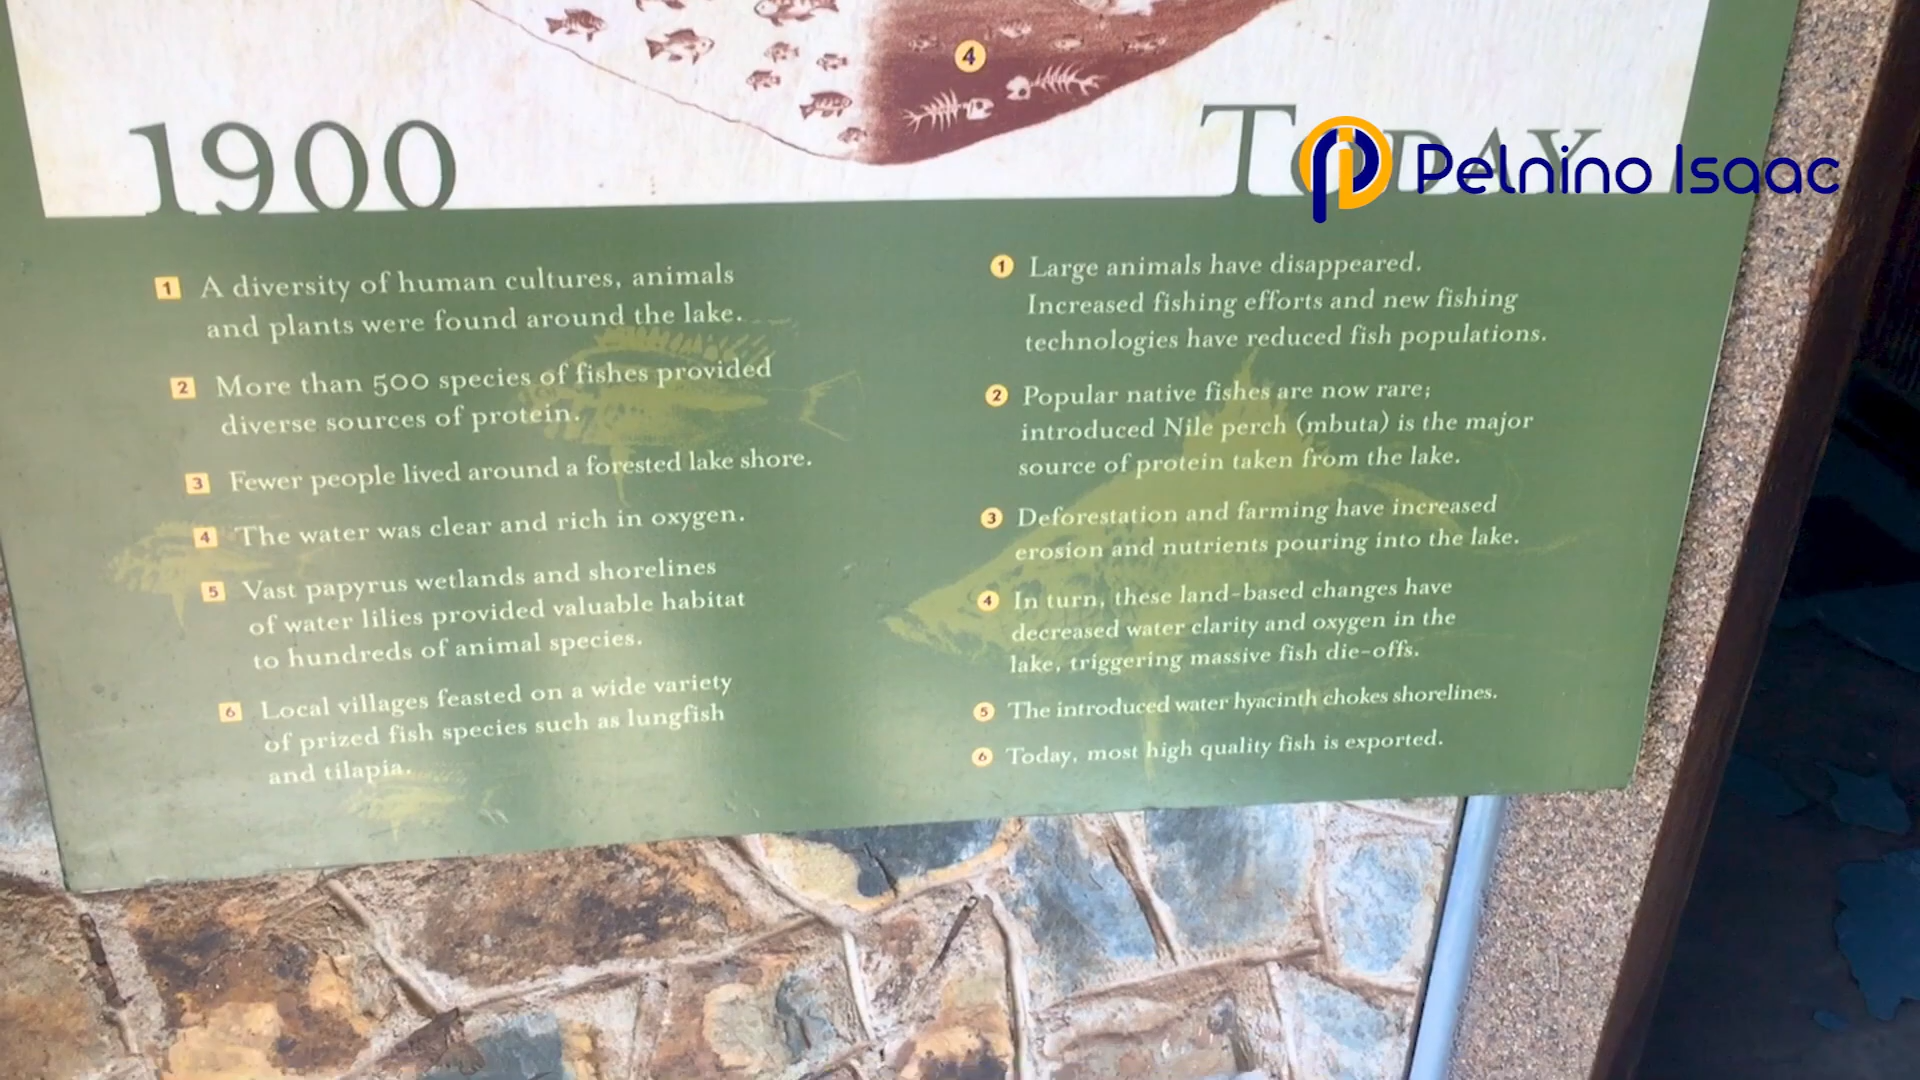 4
1900
TODAY
Pelnino Isaac
1 A diversity of human cultures, animals
and plants were found around the lake.
2 More than 500 species of fishes provided
diverse sources of protein.
3 Fewer people lived around a forested lake shore.
4 The water was clear and rich in oxygen.
5 Vast papyrus wetlands and shorelines
of water lilies provided valuable habitat
to hundreds of animal species.
6 Local villages feasted on a wide variety
of prized fish species such as lungfish
and tilapia.
1 Large animals have disappeared.
Increased fishing efforts and new fishing
technologies have reduced fish populations.
2 Popular native fishes are now rare;
introduced Nile perch (mbuta) is the major
source of protein taken from the lake.
3 Deforestation and farming have increased
erosion and nutrients pouring into the lake.
4 In turn, these land-based changes have
decreased water clarity and oxygen in the
lake, triggering massive fish die-offs.
5 The introduced water hyacinth chokes shorelines.
6 Today, most high quality fish is exported.